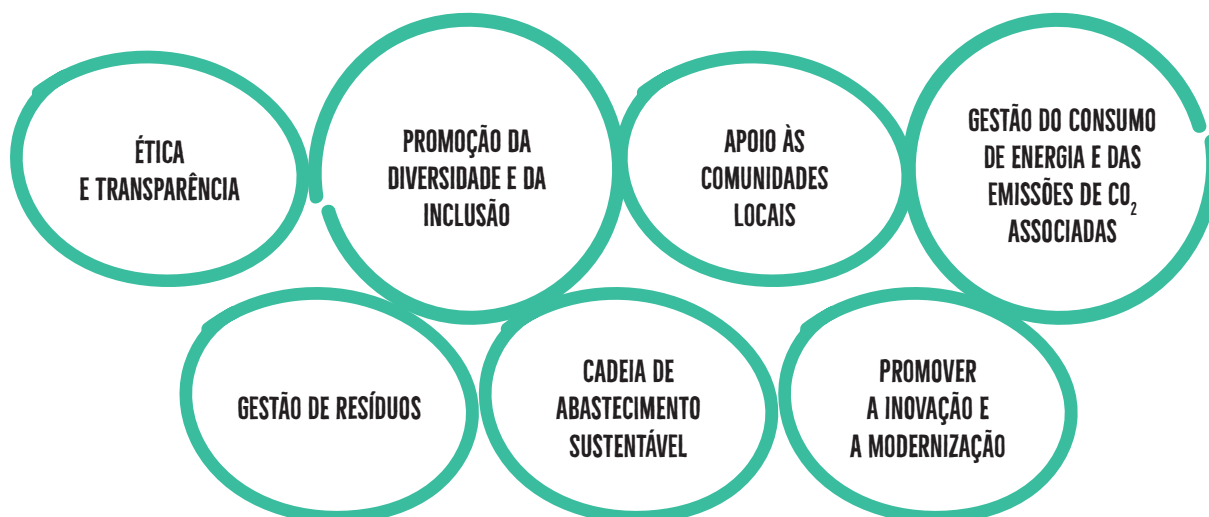 ÉTICA
E TRANSPARÊNCIA
PROMOÇÃO DA
DIVERSIDADE E DA
INCLUSÃO
APOIO ÀS
COMUNIDADES
LOCAIS
GESTÃO DO CONSUMO
DE ENERGIA E DAS
EMISSÕES DE CO₂
ASSOCIADAS
GESTÃO DE RESÍDUOS
CADEIA DE
ABASTECIMENTO
SUSTENTÁVEL
PROMOVER
A INOVAÇÃO E
A MODERNIZAÇÃO